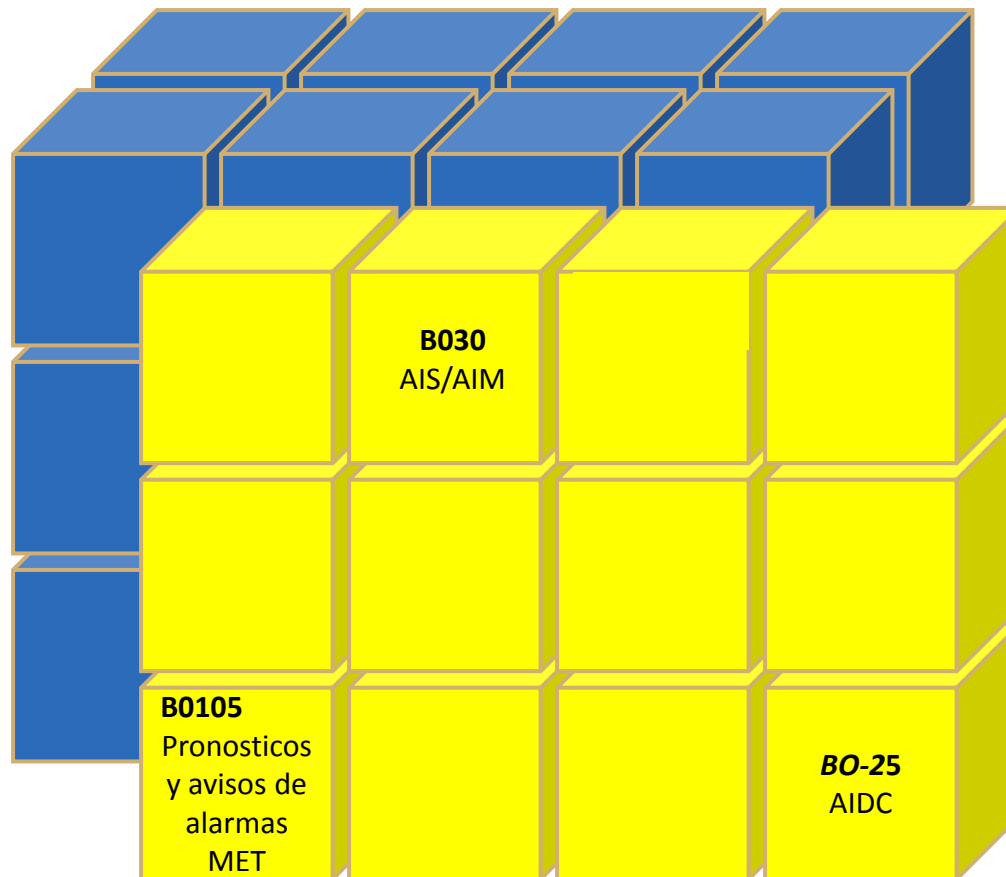 B030
AIS/AIM
B0105
Pronosticos
y avisos de
alarmas
MET
BO-25
AIDC